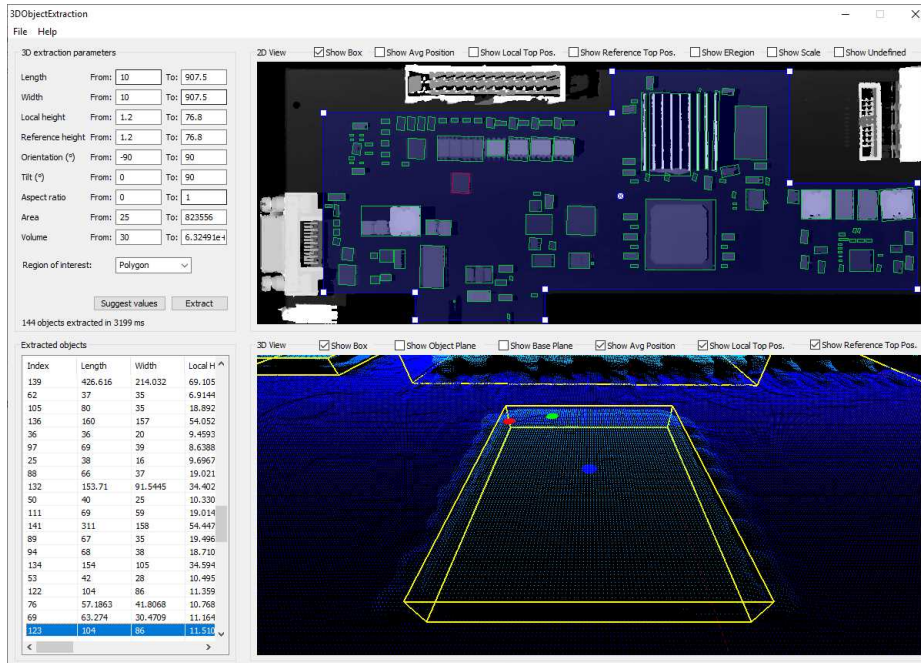 3DObjectExtraction
File Help
3D extraction parameters
Length From: 10 To: 907.5
Width From: 10 To: 907.5
Local height From: 1.2 To: 76.8
Reference height From: 1.2 To: 76.8
Orientation (º) From: -90 To: 90
Tilt (º) From: 0 To: 90
Aspect ratio From: 0 To: 1
Area From: 25 To: 823556
Volume From: 30 To: 6.32491e+
Region of interest: Polygon
Suggest values Extract
144 objects extracted in 3199 ms
2D View Show Box Show Avg Position Show Local Top Pos. Show Reference Top Pos. Show ERegion Show Scale Show Undefined
Extracted objects
Index Length Width Local H
139 426.616 214.032 69.105
62 37 35 6.9144
105 80 35 18.892
136 160 157 54.052
36 36 20 9.4593
97 69 39 8.6388
25 38 16 9.6967
88 66 37 19.021
132 153.71 91.5445 34.402
50 40 25 10.330
111 69 59 19.014
141 311 158 54.447
89 67 35 19.496
94 68 38 18.710
134 154 105 34.594
53 42 28 10.495
122 104 86 11.359
76 57.1863 41.8068 10.768
69 63.274 30.4709 11.164
123 104 86 11.510
3D View Show Box Show Object Plane Show Base Plane Show Avg Position Show Local Top Pos. Show Reference Top Pos.